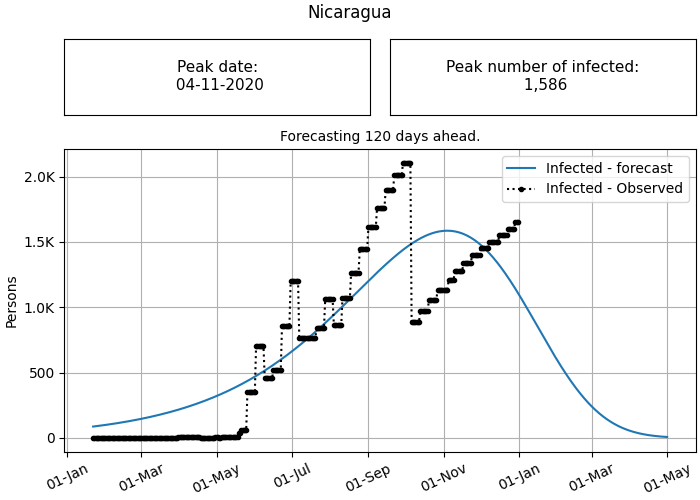 Nicaragua
Peak date:
04-11-2020
Peak number of infected:
1,586
Forecasting 120 days ahead.
Infected - forecast
Infected - Observed
Persons
2.0K
1.5K
1.0K
500
0
01-Jan
01-Mar
01-May
01-Jul
01-Sep
01-Nov
01-Jan
01-Mar
01-May